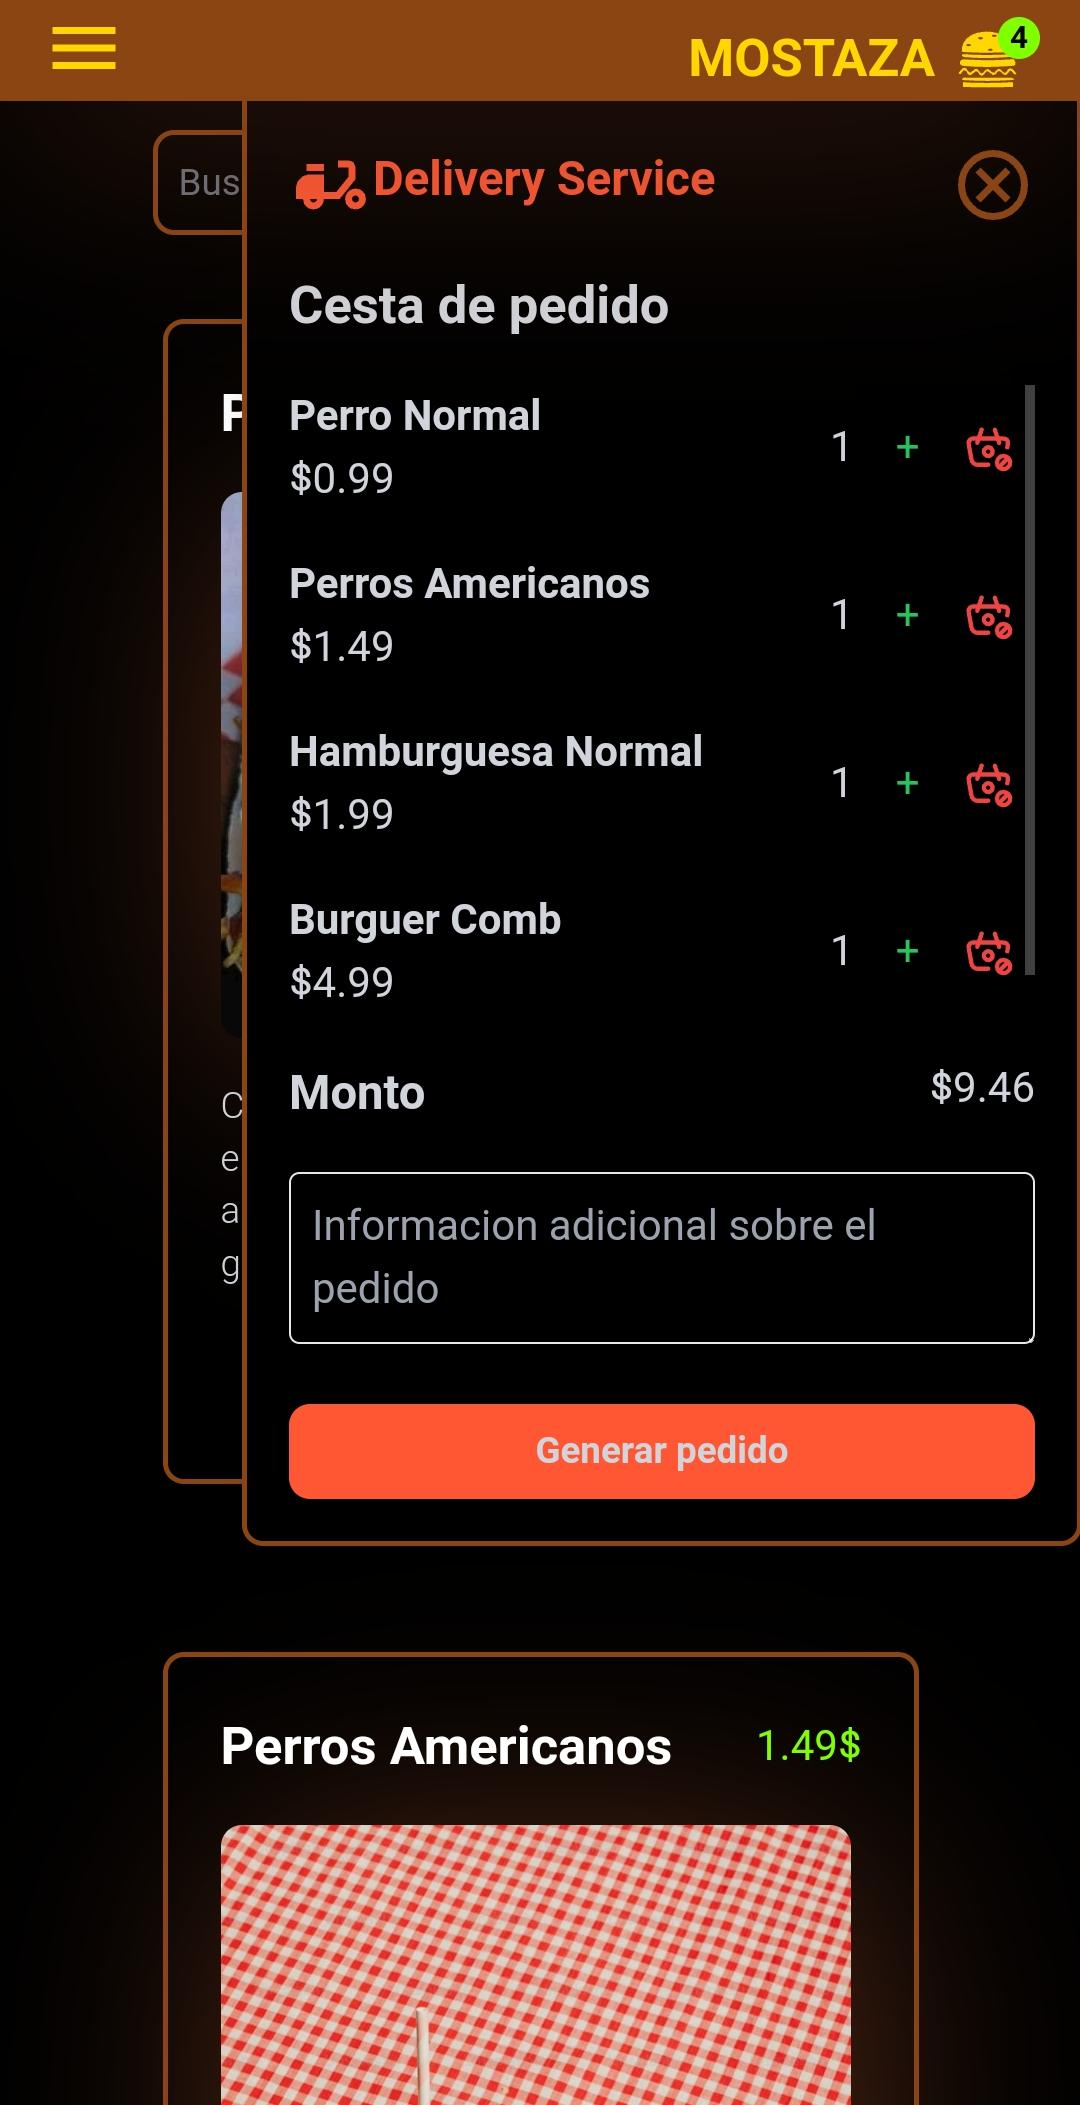 MOSTAZA
4
Bus
Delivery Service
Cesta de pedido
P
Perro Normal
$0.99
1 +
Perros Americanos
$1.49
1 +
Hamburguesa Normal
$1.99
1 +
Burguer Comb
$4.99
1 +
Monto
$9.46
C
e
a
g
Informacion adicional sobre el
pedido
Generar pedido
Perros Americanos
1.49$